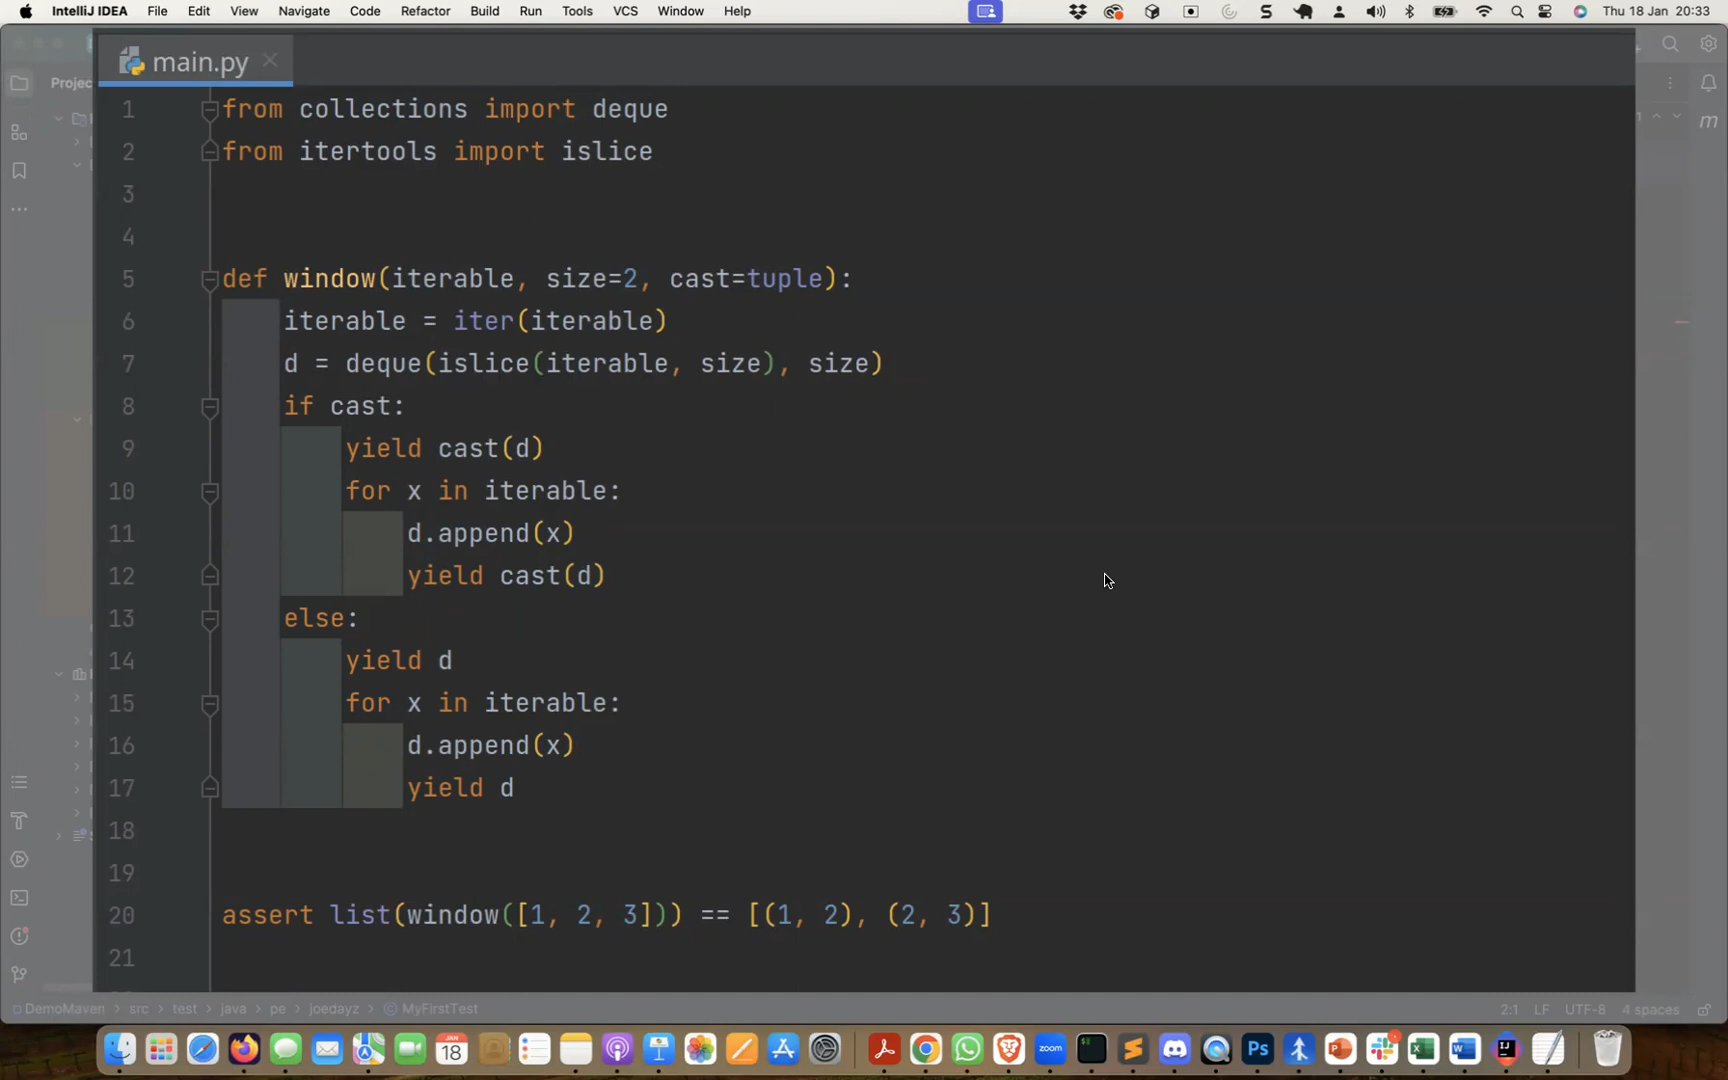 IntelliJ IDEA File Edit View Navigate Code Refactor Build Run Tools VCS Window Help Thu 18 Jan 20:33
Projec
main.py
1 from collections import deque
2 from itertools import islice
3
4
5 def window(iterable, size=2, cast=tuple):
6 iterable = iter(iterable)
7 d = deque(islice(iterable, size), size)
8 if cast:
9 yield cast(d)
10 for x in iterable:
11 d.append(x)
12 yield cast(d)
13 else:
14 yield d
15 for x in iterable:
16 d.append(x)
17 yield d
18
19
20 assert list(window([1, 2, 3])) == [(1, 2), (2, 3)]
21
DemoMaven src test java pe joedayz MyFirstTest 2:1 LF UTF-8 4 spaces
JAN
18
zoom
Ps